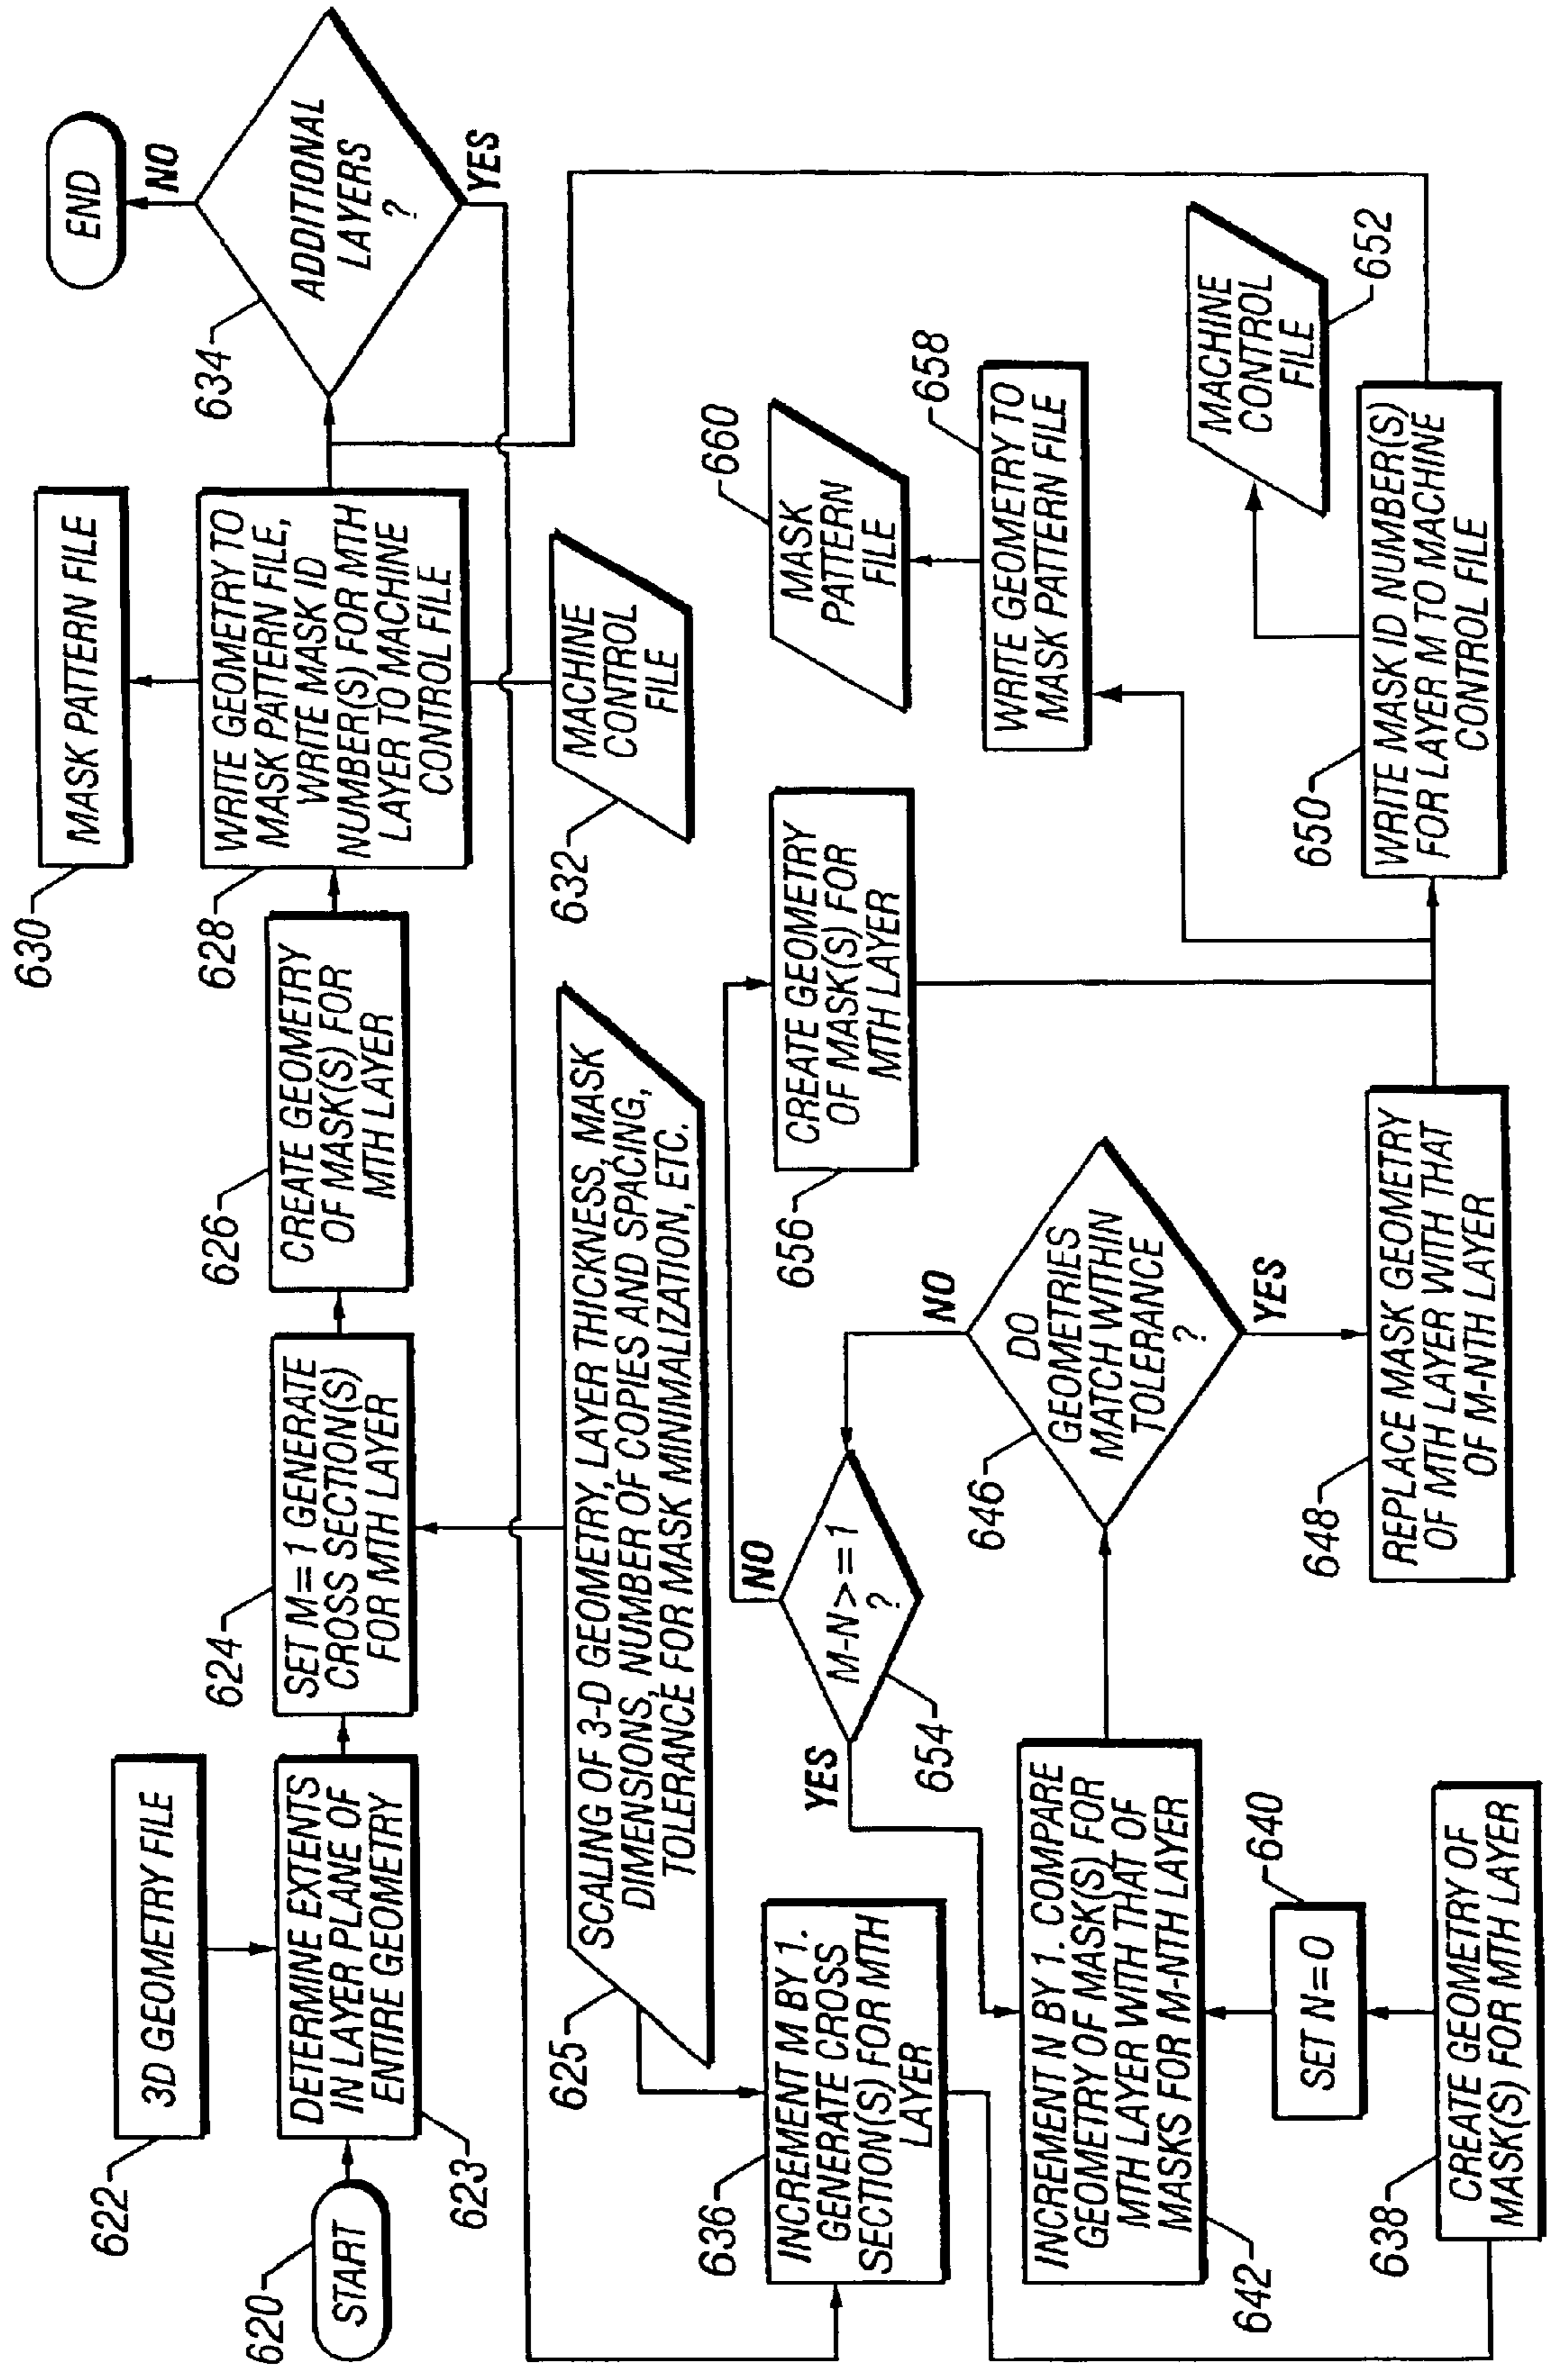 630
MASK PATTERN FILE
END
622
3D GEOMETRY FILE
NO
620
START
623
DETERMINE EXTENTS
IN LAYER PLANE OF
ENTIRE GEOMETRY
624
SET M=1 GENERATE
CROSS SECTION(S)
FOR MTH LAYER
626
CREATE GEOMETRY
OF MASK(S) FOR
MTH LAYER
628
WRITE GEOMETRY TO
MASK PATTERN FILE,
WRITE MASK ID
NUMBER(S) FOR MTH
LAYER TO MACHINE
CONTROL FILE
634
ADDITIONAL
LAYERS
?
YES
625
SCALING OF 3-D GEOMETRY, LAYER THICKNESS, MASK
DIMENSIONS, NUMBER OF COPIES AND SPACING,
TOLERANCE FOR MASK MINIMALIZATION, ETC.
632
MACHINE
CONTROL
FILE
636
INCREMENT M BY 1.
GENERATE CROSS
SECTION(S) FOR MTH
LAYER
YES
M-N>=1
?
NO
654
656
CREATE GEOMETRY
OF MASK(S) FOR
MTH LAYER
660
MASK
PATTERN
FILE
642
INCREMENT N BY 1. COMPARE
GEOMETRY OF MASK(S) FOR
MTH LAYER WITH THAT OF
MASKS FOR M-NTH LAYER
646
DO
GEOMETRIES
MATCH WITHIN
TOLERANCE
?
NO
YES
658
WRITE GEOMETRY TO
MASK PATTERN FILE
640
SET N=0
638
CREATE GEOMETRY OF
MASK(S) FOR MTH LAYER
648
REPLACE MASK GEOMETRY
OF MTH LAYER WITH THAT
OF M-NTH LAYER
650
WRITE MASK ID NUMBER(S)
FOR LAYER M TO MACHINE
CONTROL FILE
MACHINE
CONTROL
FILE
652